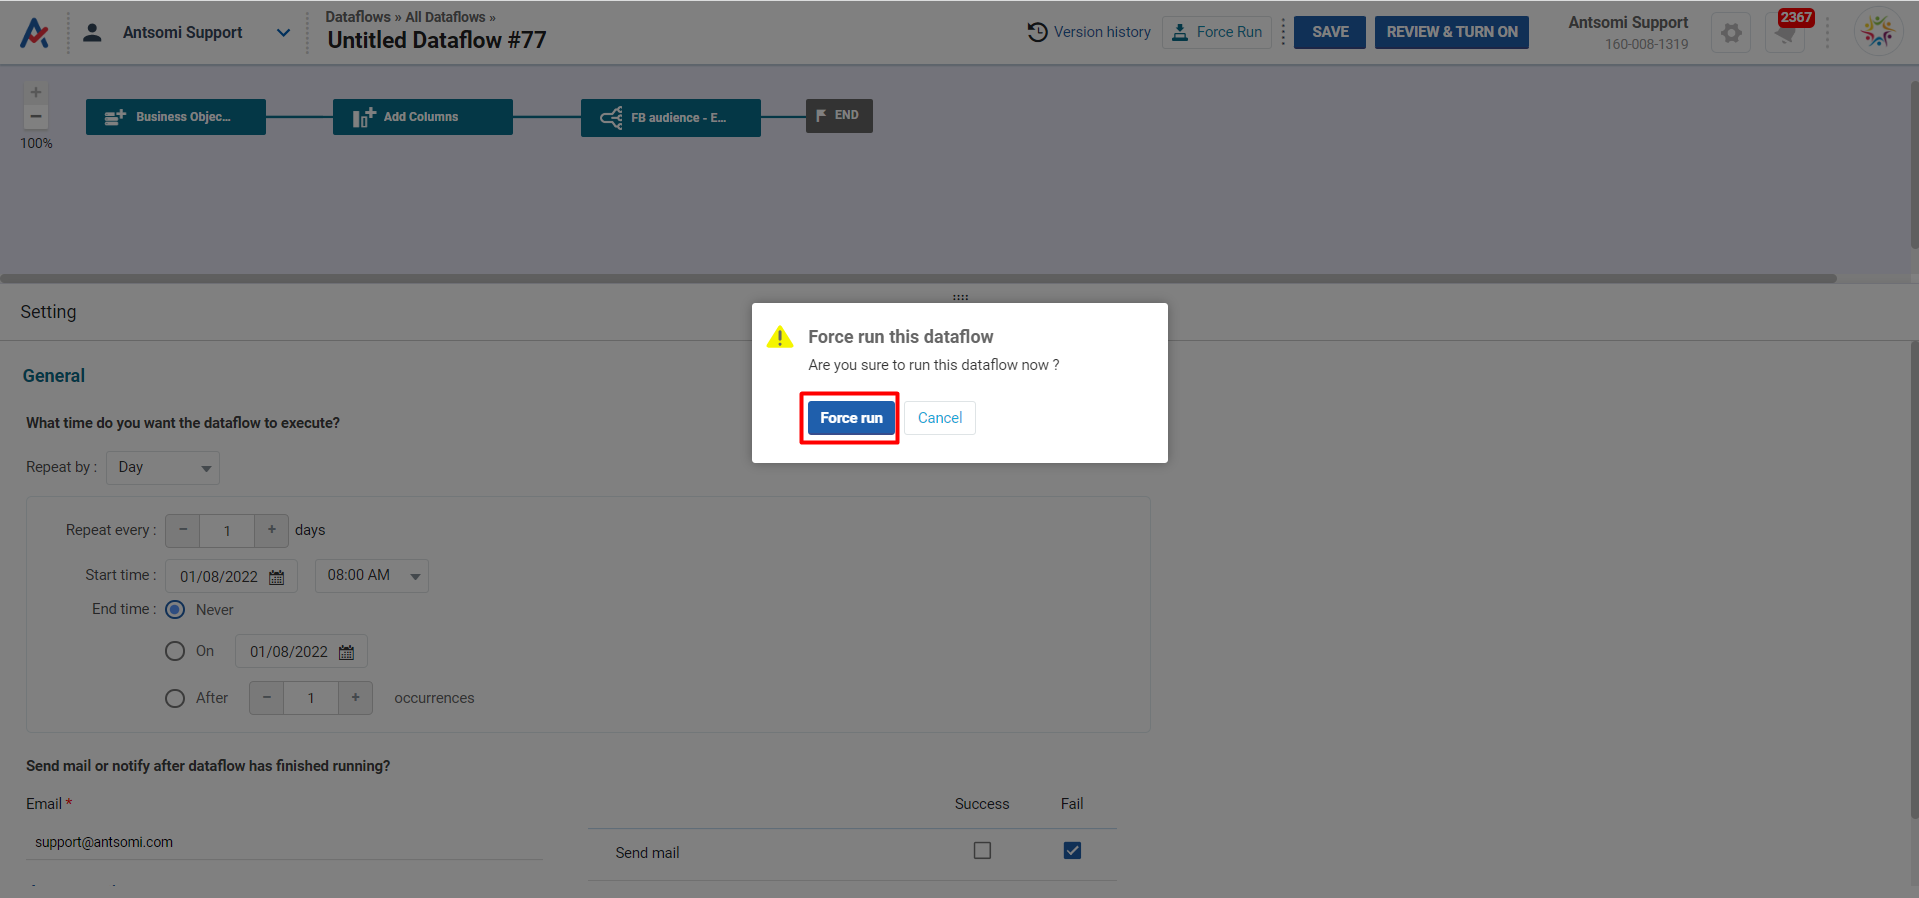 Antsomi Support
Dataflows » All Dataflows »
Untitled Dataflow #77
Version history
Force Run
SAVE
REVIEW & TURN ON
Antsomi Support
160-008-1319
2367
100%
Business Objec...
Add Columns
FB audience - E...
END
Setting
Force run this dataflow
Are you sure to run this dataflow now ?
Force run
Cancel
General
What time do you want the dataflow to execute?
Repeat by :
Day
Repeat every :
1
days
Start time :
01/08/2022
08:00 AM
End time :
Never
On
01/08/2022
After
1
occurrences
Send mail or notify after dataflow has finished running?
Email *
Success
Fail
support@antsomi.com
Send mail